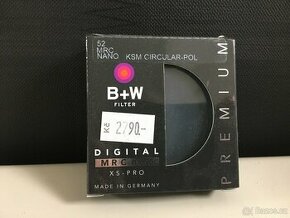 52
MRC
NANO KSM CIRCULAR-POL
B+W
FILTER
Kč 2790.-
DIGITAL
MRC
XS-PRO
MADE IN GERMANY
PREMIUM